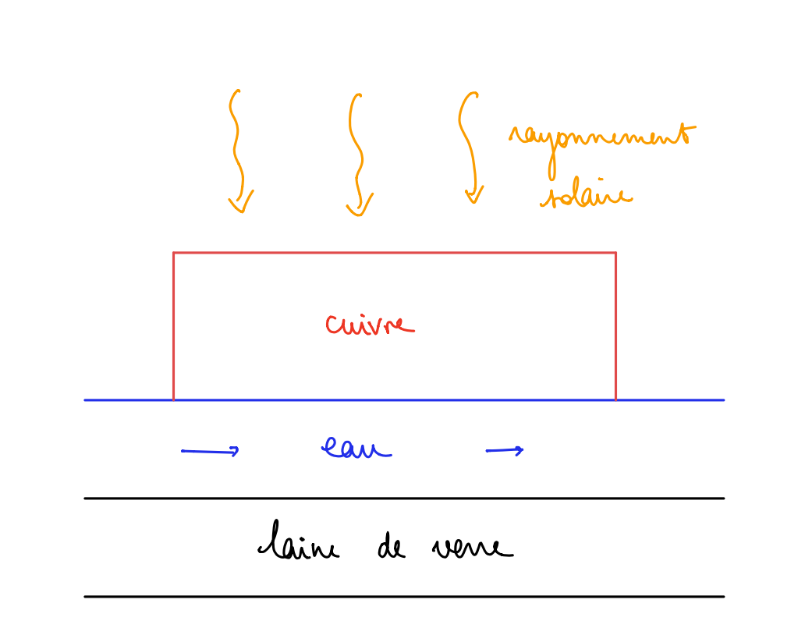 rayonnement
solaire
cuivre
eau
laine de verre